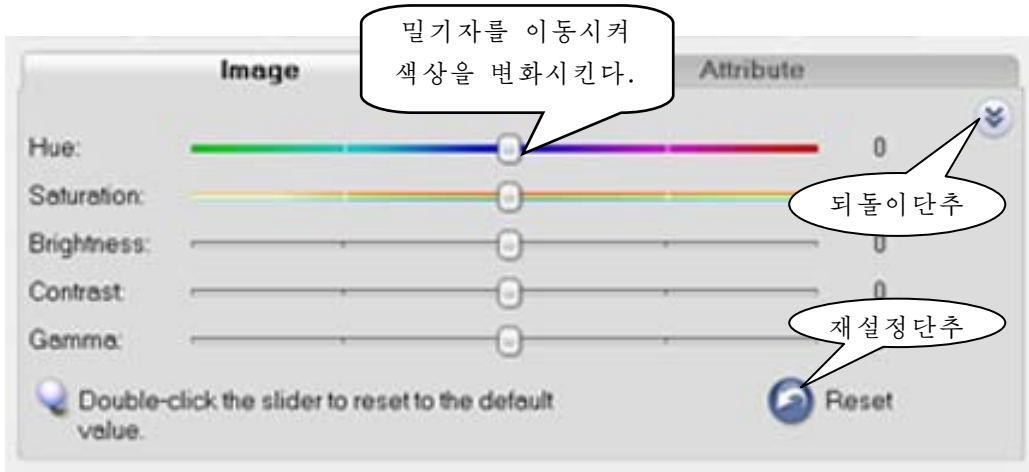 밀기자를 이동시켜
색상을 변화시킨다.
Image
Attribute
Hue:
0
Saturation:
되돌이단추
Brightness:
0
Contrast:
0
Gamma:
재설정단추
Double-click the slider to reset to the default
value.
Reset